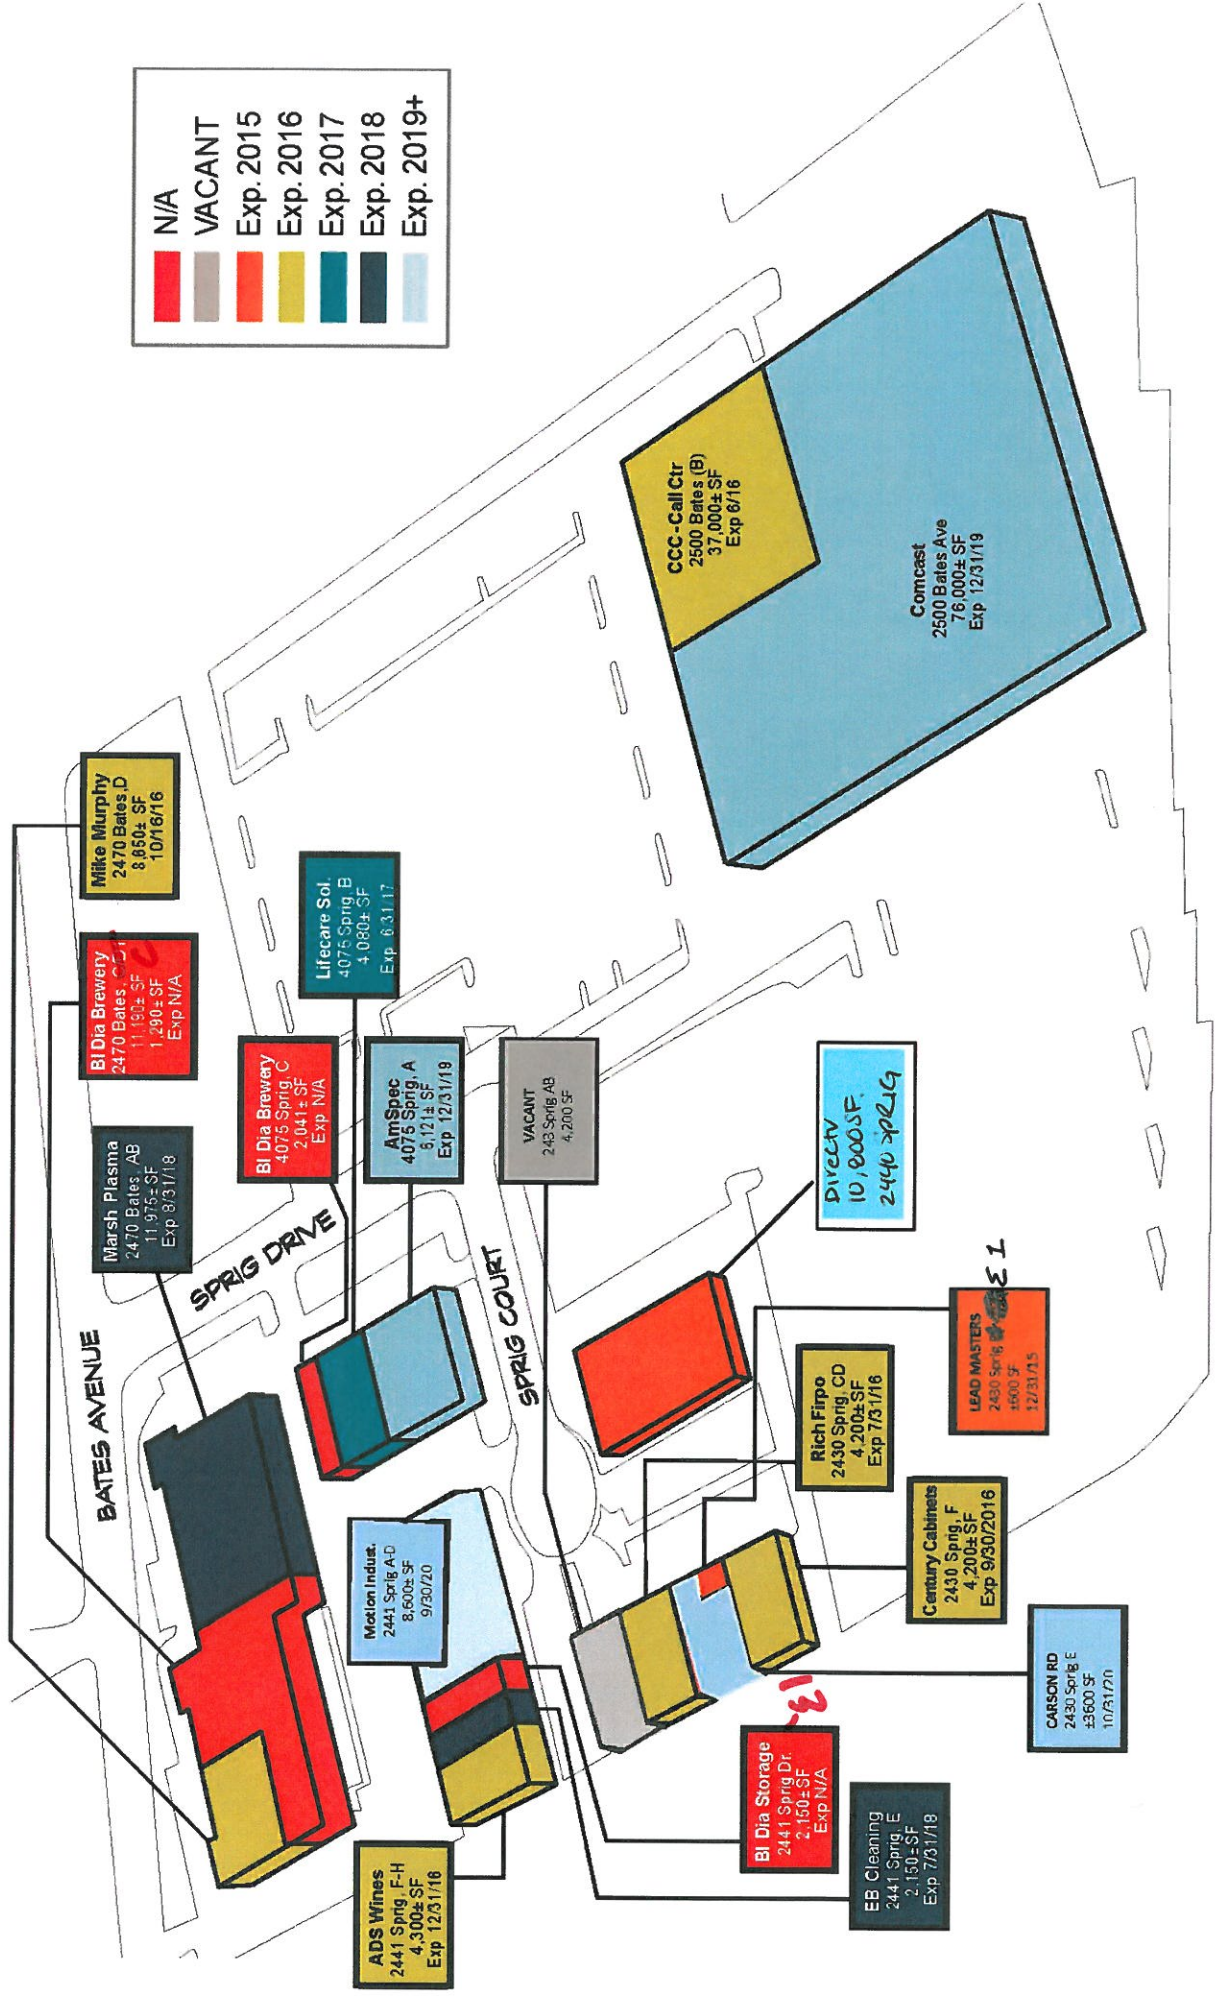 N/A
VACANT
Exp. 2015
Exp. 2016
Exp. 2017
Exp. 2018
Exp. 2019+
Mike Murphy
2470 Bates, D
8,650± SF
10/16/16
BI Dia Brewery
2470 Bates,
11,190± SF
1,290± SF
Exp N/A
C
Marsh Plasma
2470 Bates, AB
11,975± SF
Exp 8/31/18
BATES AVENUE
SPRIG DRIVE
SPRIG COURT
Lifecare Sol.
4075 Sprig, B
4,080± SF
Exp 6/31/17
BI Dia Brewery
4075 Sprig, C
2,041± SF
Exp N/A
AmSpec
4075 Sprig, A
6,121± SF
Exp 12/31/19
VACANT
243 Sprig AB
4,200 SF
CCC-Call Ctr
2500 Bates (B)
37,000± SF
Exp 6/16
Comcast
2500 Bates Ave
76,000± SF
Exp 12/31/19
Directv
10,800 SF.
2440 SPRIG
Motion Indust.
2441 Sprig A-D
8,600± SF
9/30/20
ADS Wines
2441 Sprig, F-H
4,300± SF
Exp 12/31/16
LEAD MASTERS
2430 Sprig E1
±600 SF
12/31/15
Rich Firpo
2430 Sprig, CD
4,200± SF
Exp 7/31/16
Century Cabinets
2430 Sprig, F
4,200± SF
Exp 9/30/2016
CARSON RD
2430 Sprig E
±3600 SF
10/31/20
BI Dia Storage
2441 Sprig Dr.
2,150± SF
Exp N/A
-E1
EB Cleaning
2441 Sprig, E
2,150± SF
Exp 7/31/18